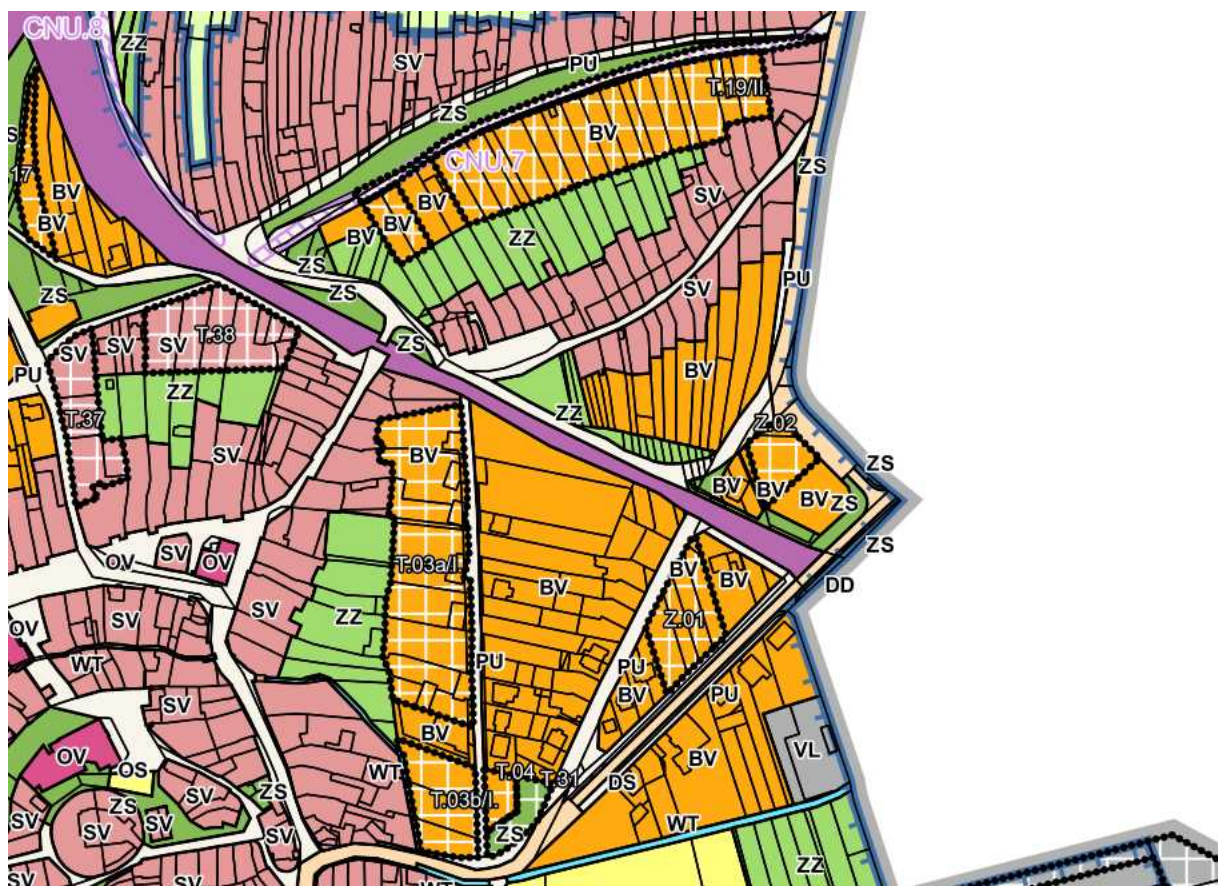 CNU.8
ZZ
SV
PU
T.19/II.
ZS
S
BV
ZS
17
BV
CNU.7
BV
SV
BV
BV
BV
ZZ
ZS
ZS
ZS
SV
PU
SV
SV
SV
T.38
ZS
PU
ZZ
BV
T.37
ZZ
Z.02
SV
BV
ZS
BV
BV
BV
ZS
OV
SV
OV
T.03a/I.
ZS
BV
BV
DD
BV
OV
SV
SV
ZZ
Z.01
WT
PU
PU
BV
PU
SV
BV
BV
VL
OV
OS
WT
T.04
T.31
DS
ZS
SV
ZS
T.03b/I.
SV
SV
SV
SV
ZS
WT
ZZ
SV
WT